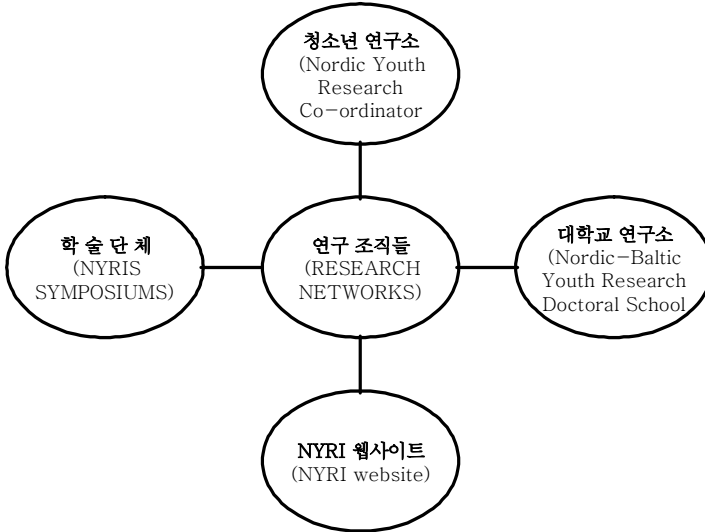 청소년 연구소
(Nordic Youth
Research
Co-ordinator
학 술 단 체
(NYRIS
SYMPOSIUMS)
연구 조직들
(RESEARCH
NETWORKS)
대학교 연구소
(Nordic-Baltic
Youth Research
Doctoral School
NYRI 웹사이트
(NYRI website)